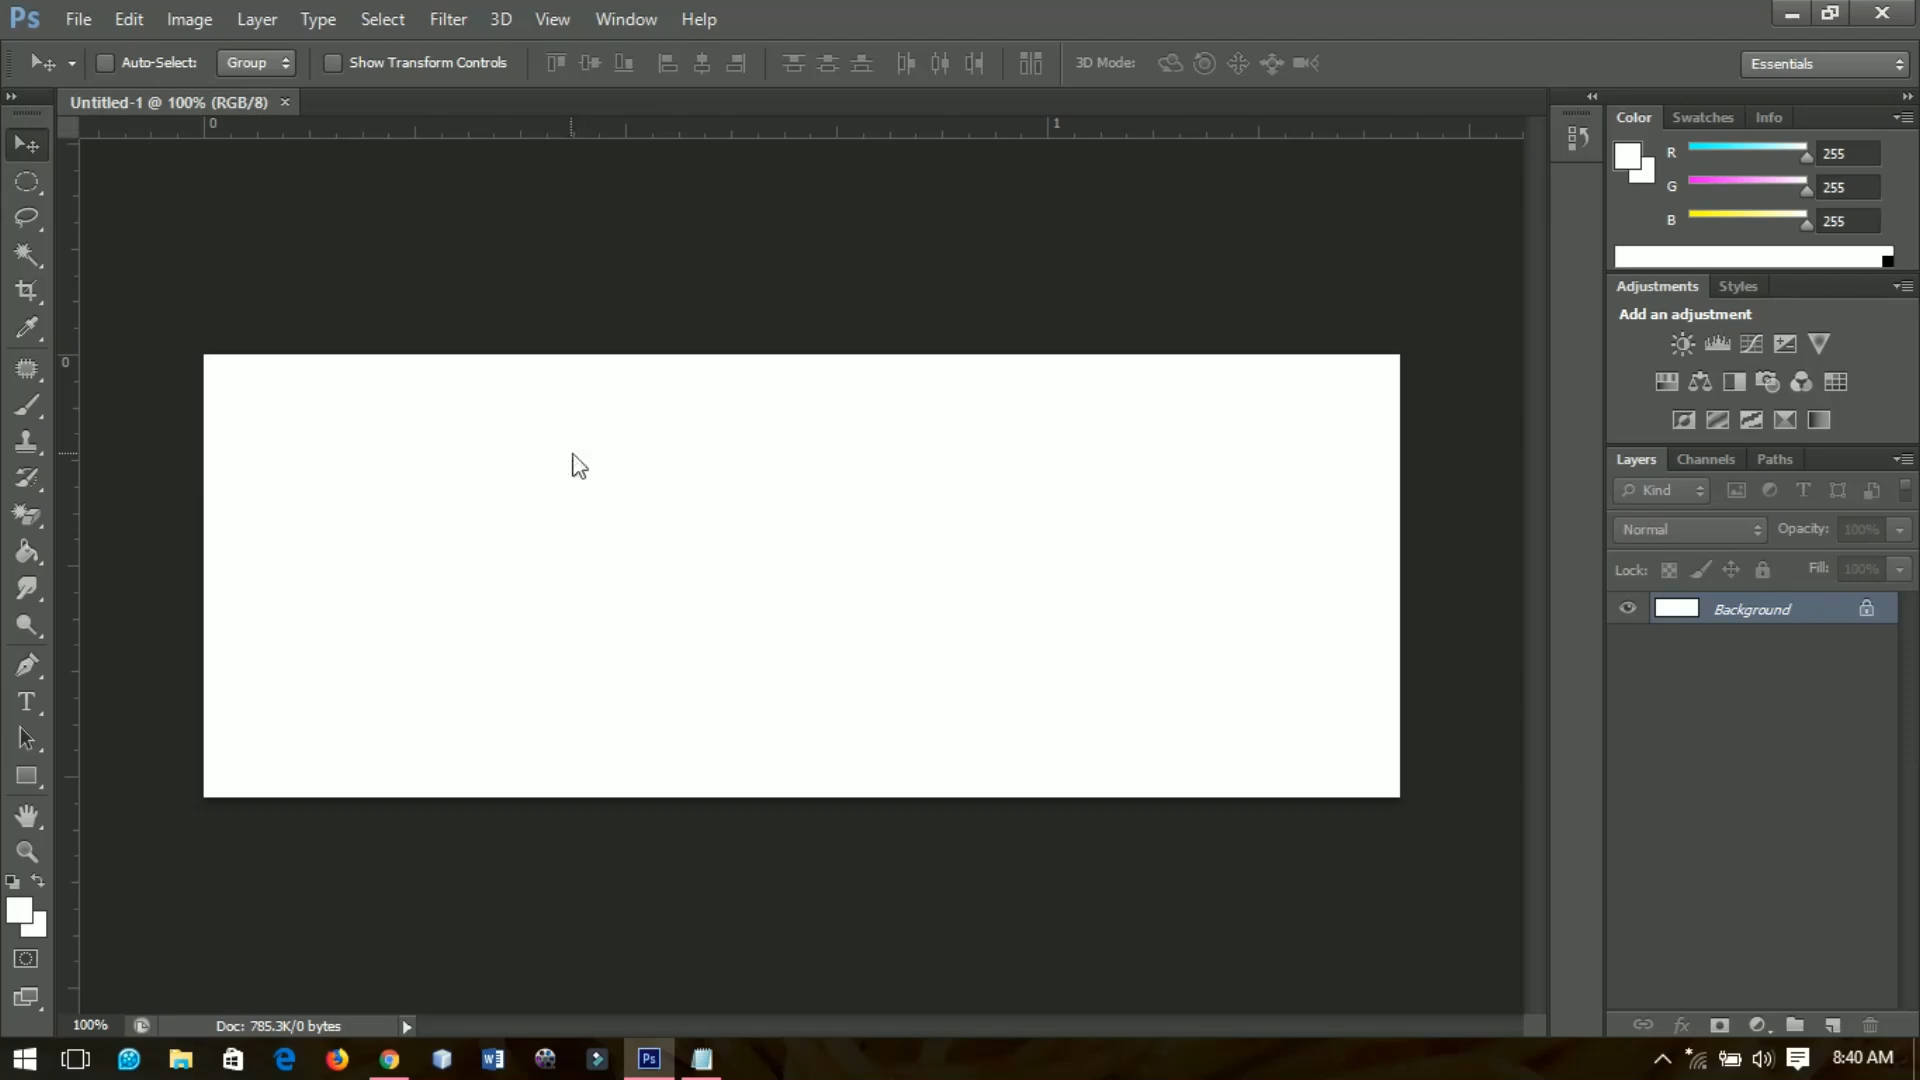 Ps File Edit Image Layer Type Select Filter 3D View Window Help
Auto-Select: Group Show Transform Controls 3D Mode: Essentials
Untitled-1 @ 100% (RGB/8)
0 1
0
Color Swatches Info
R 255
G 255
B 255
Adjustments Styles
Add an adjustment
Layers Channels Paths
Kind
Normal Opacity: 100%
Lock: Fill: 100%
Background
100% Doc: 785.3K/0 bytes
Ps 8:40 AM